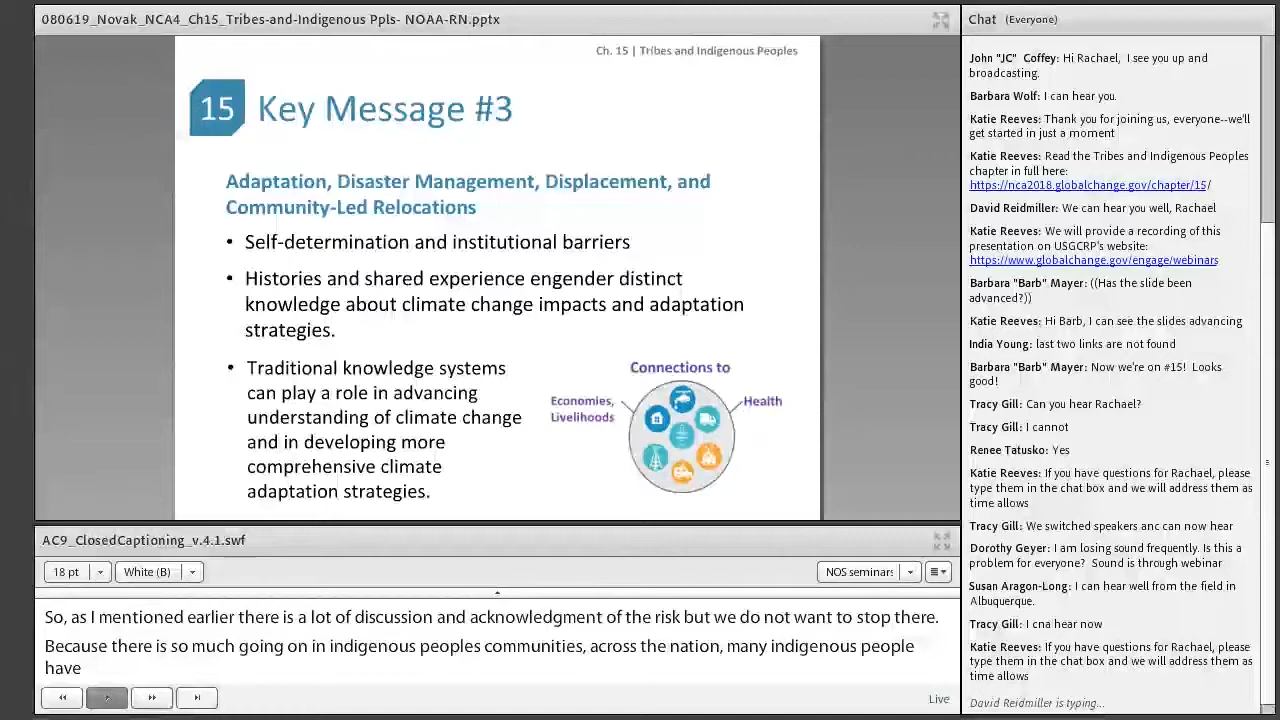 080619_Novak_NCA4_Ch15_Tribes-and-Indigenous Ppls- NOAA-RN.pptx
Ch. 15 | Tribes and Indigenous Peoples
15 Key Message #3
Adaptation, Disaster Management, Displacement, and
Community-Led Relocations
• Self-determination and institutional barriers
• Histories and shared experience engender distinct
knowledge about climate change impacts and adaptation
strategies.
• Traditional knowledge systems
can play a role in advancing
understanding of climate change
and in developing more
comprehensive climate
adaptation strategies.
Connections to
Economies,
Livelihoods
Health
AC9_ClosedCaptioning_v.4.1.swf
18 pt
White (B)
NOS seminars
So, as I mentioned earlier there is a lot of discussion and acknowledgment of the risk but we do not want to stop there.
Because there is so much going on in indigenous peoples communities, across the nation, many indigenous people
have
Live
Chat (Everyone)
John "JC" Coffey: Hi Rachael, I see you up and
broadcasting.
Barbara Wolf: I can hear you.
Katie Reeves: Thank you for joining us, everyone--we'll
get started in just a moment
Katie Reeves: Read the Tribes and Indigenous Peoples
chapter in full here:
https://nca2018.globalchange.gov/chapter/15/
David Reidmiller: We can hear you well, Rachael
Katie Reeves: We will provide a recording of this
presentation on USGCRP's website:
https://www.globalchange.gov/engage/webinars
Barbara "Barb" Mayer: ((Has the slide been
advanced?))
Katie Reeves: Hi Barb, I can see the slides advancing
India Young: last two links are not found
Barbara "Barb" Mayer: Now we're on #15! Looks
good!
Tracy Gill: Can you hear Rachael?
Tracy Gill: I cannot
Renee Tatusko: Yes
Katie Reeves: If you have questions for Rachael, please
type them in the chat box and we will address them as
time allows
Tracy Gill: We switched speakers anc can now hear
Dorothy Geyer: I am losing sound frequently. Is this a
problem for everyone? Sound is through webinar
Susan Aragon-Long: I can hear well from the field in
Albuquerque.
Tracy Gill: I cna hear now
Katie Reeves: If you have questions for Rachael, please
type them in the chat box and we will address them as
time allows
David Reidmiller is typing...